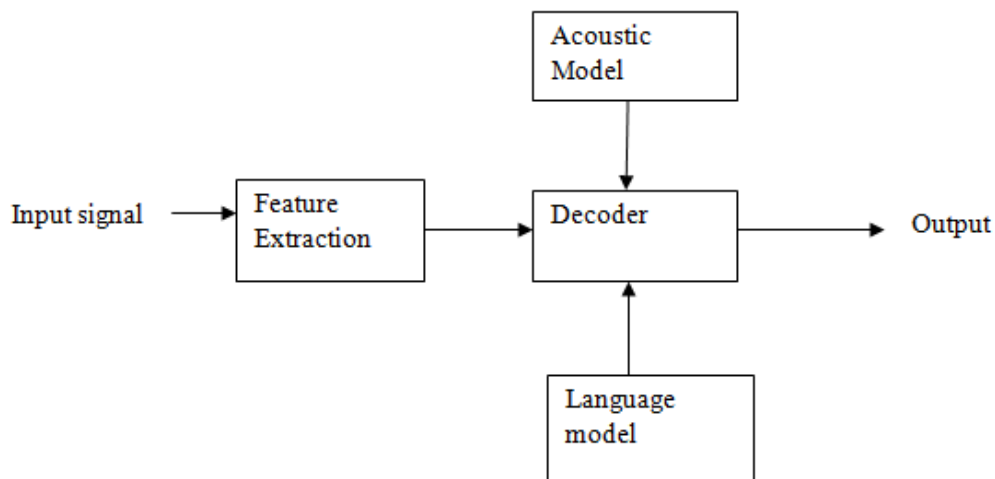 Acoustic
Model
Input signal
Feature
Extraction
Decoder
Output
Language
model